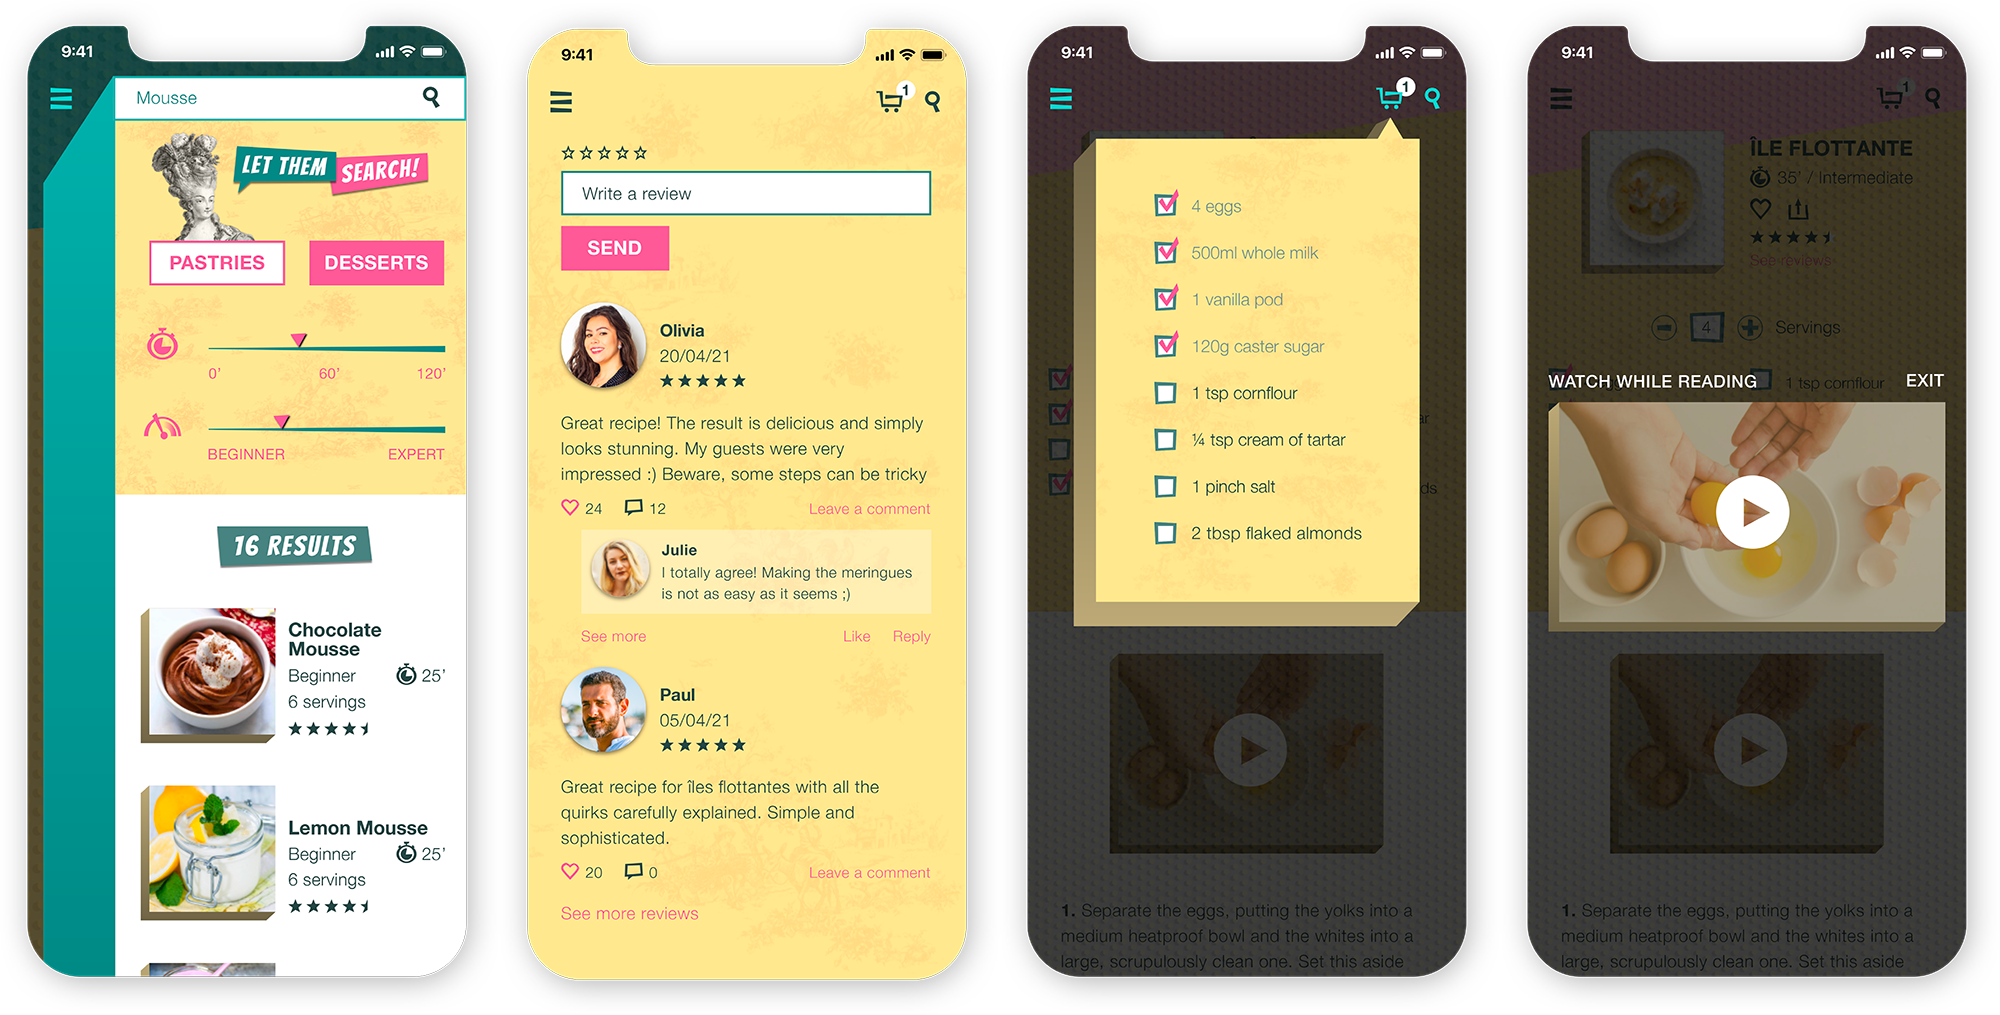 9:41
Mousse
LET THEM
SEARCH!
PASTRIES
DESSERTS
0' 60' 120'
BEGINNER EXPERT
16 RESULTS
Chocolate
Mousse
Beginner 25'
6 servings
Lemon Mousse
Beginner 25'
6 servings
9:41
1
Write a review
SEND
Olivia
20/04/21
Great recipe! The result is delicious and simply
looks stunning. My guests were very
impressed :) Beware, some steps can be tricky
24 12 Leave a comment
Julie
I totally agree! Making the meringues
is not as easy as it seems ;)
See more Like Reply
Paul
05/04/21
Great recipe for îles flottantes with all the
quirks carefully explained. Simple and
sophisticated.
20 0 Leave a comment
See more reviews
9:41
1
4 eggs
500ml whole milk
1 vanilla pod
120g caster sugar
1 tsp cornflour
¼ tsp cream of tartar
1 pinch salt
2 tbsp flaked almonds
1. Separate the eggs, putting the yolks into a
medium heatproof bowl and the whites into a
large, scrupulously clean one. Set this aside
9:41
1
ÎLE FLOTTANTE
35' / Intermediate
See reviews
4 Servings
WATCH WHILE READING EXIT
1 tsp cornflour
1. Separate the eggs, putting the yolks into a
medium heatproof bowl and the whites into a
large, scrupulously clean one. Set this aside